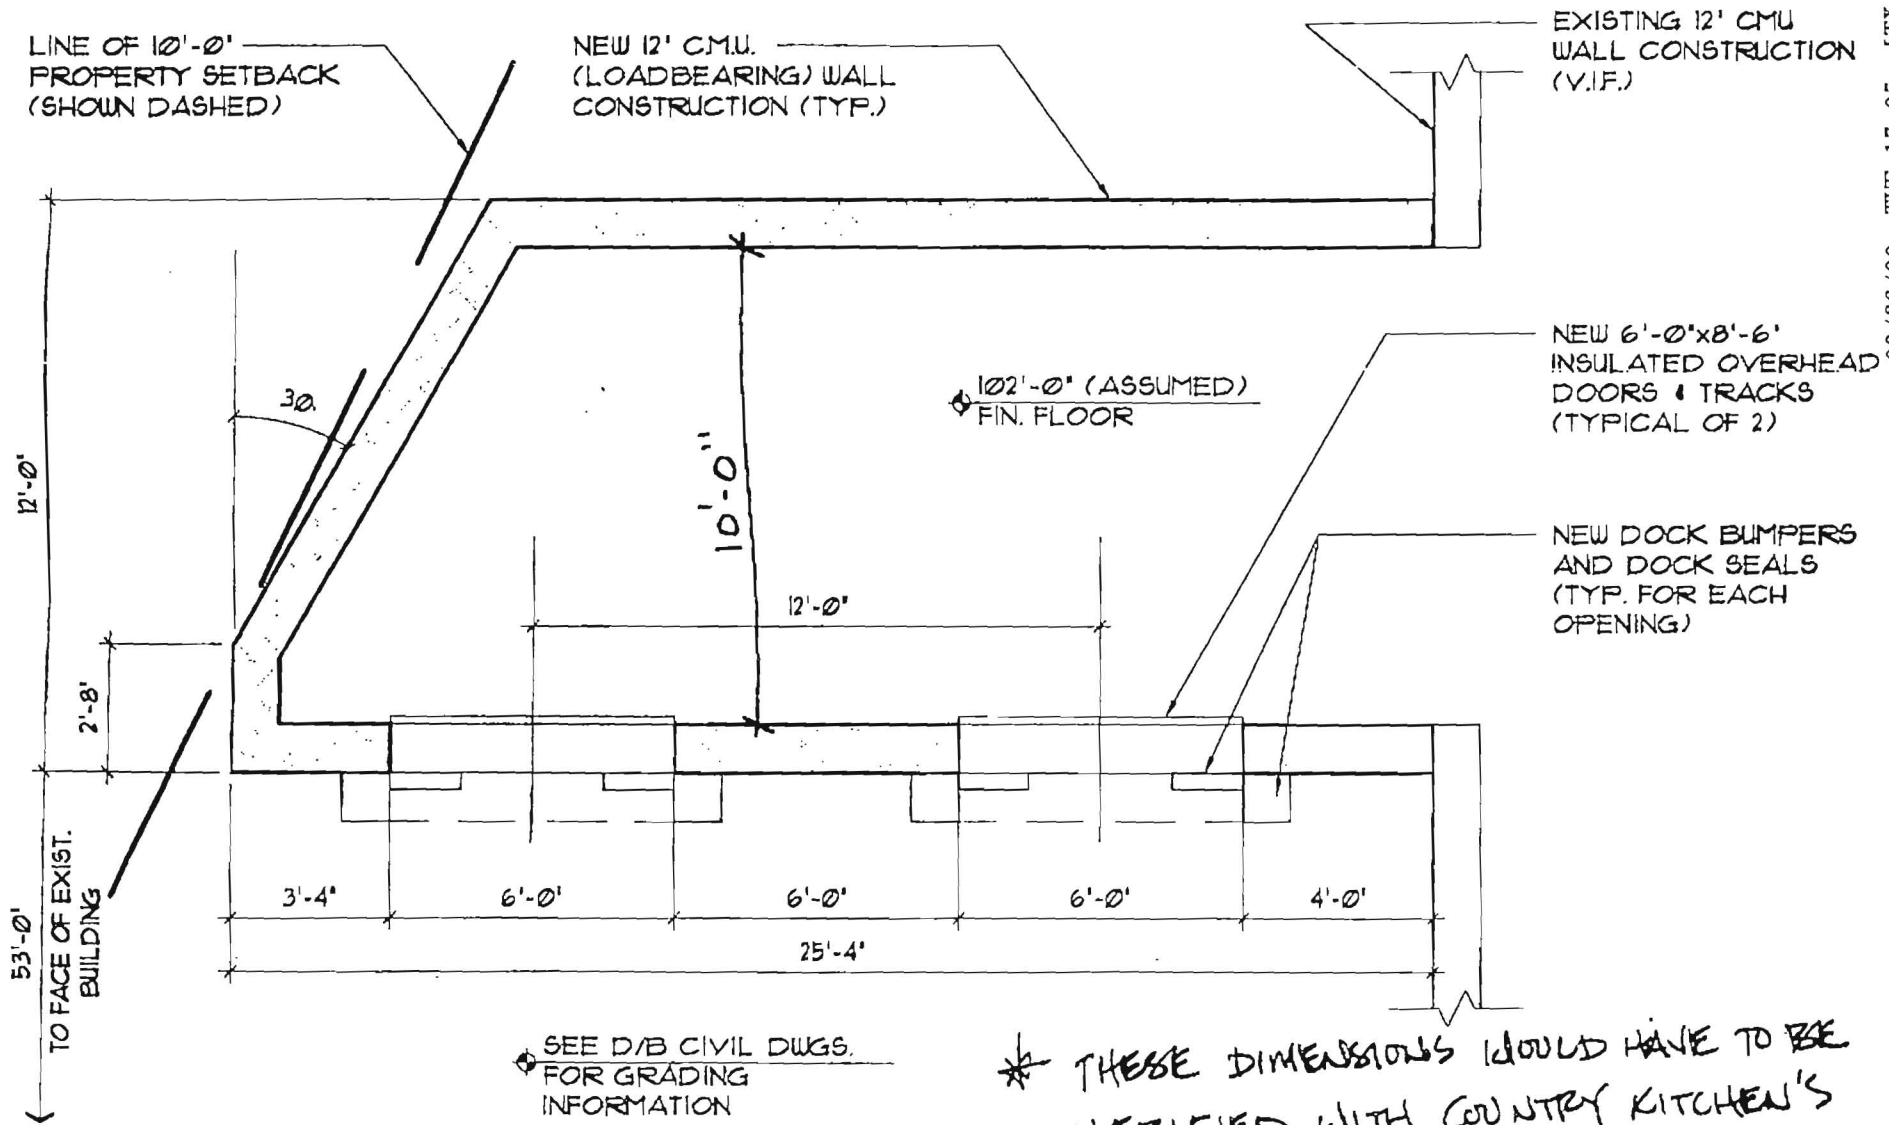 LINE OF 10'-0"
PROPERTY SETBACK
(SHOWN DASHED)
NEW 12" C.M.U.
(LOADBEARING) WALL
CONSTRUCTION (TYP.)
EXISTING 12" CMU
WALL CONSTRUCTION
(V.I.F.)
30
102'-0" (ASSUMED)
FIN. FLOOR
NEW 6'-0"x8'-6"
INSULATED OVERHEAD
DOORS & TRACKS
(TYPICAL OF 2)
12'-0"
10'-0"
NEW DOCK BUMPERS
AND DOCK SEALS
(TYP. FOR EACH
OPENING)
12'-0"
2'-8"
53'-0"
TO FACE OF EXIST.
BUILDING
3'-4"
6'-0"
6'-0"
6'-0"
4'-0"
25'-4"
SEE D/B CIVIL DWGS.
FOR GRADING
INFORMATION
* THESE DIMENSIONS WOULD HAVE TO BE
VERIFIED WITH COUNTRY KITCHEN'S